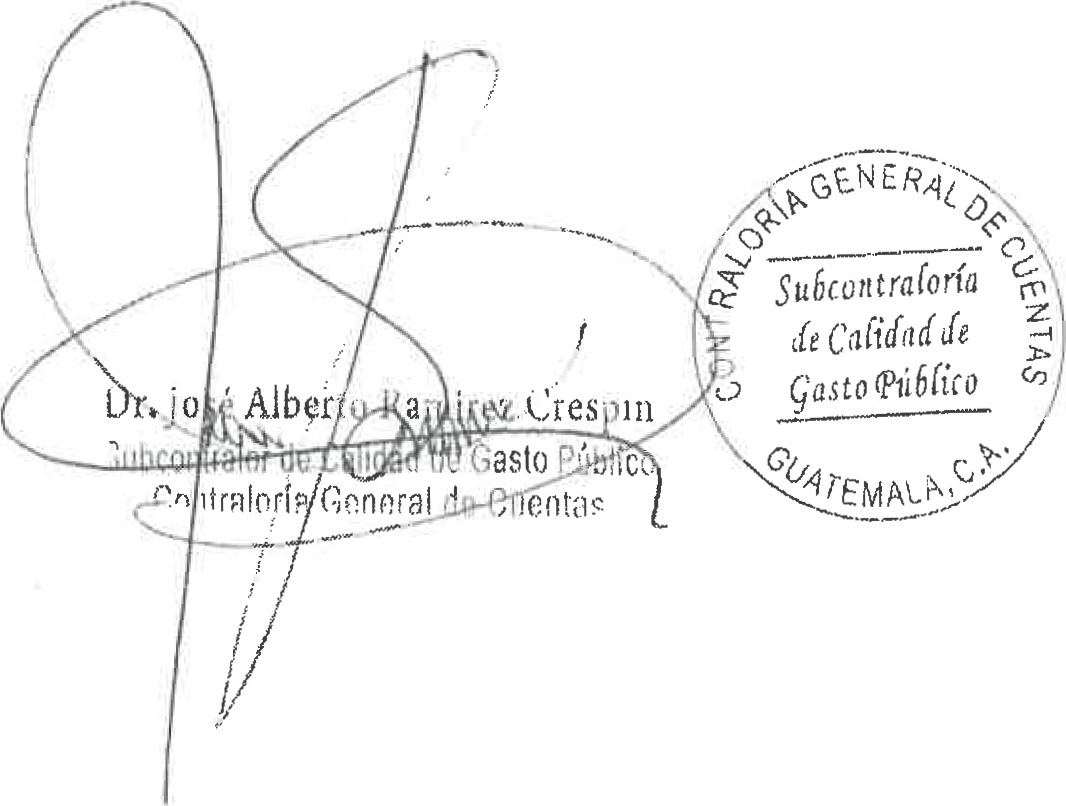 Dr. José Alberto Ramírez Crespin
Subcontralor de Calidad de Gasto Público
Contraloría General de Cuentas
CONTRALORÍA GENERAL DE CUENTAS
Subcontraloría
de Calidad de
Gasto Público
GUATEMALA, C.A.